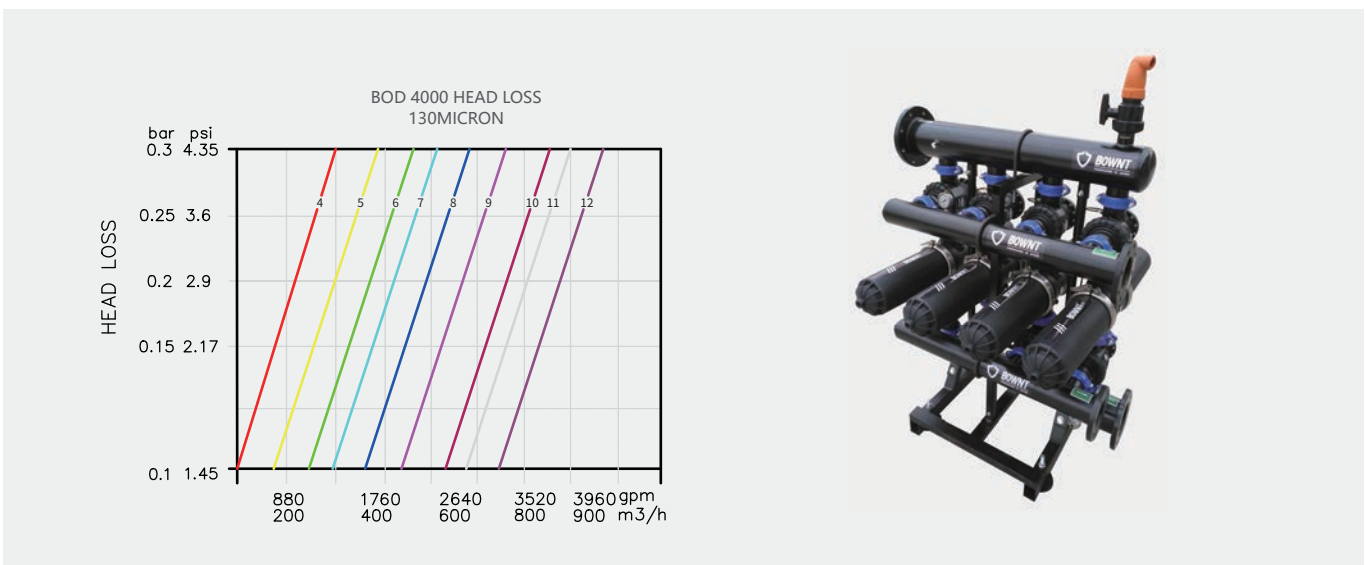 BOD 4000 HEAD LOSS
130MICRON
bar psi
0.3 4.35
0.25 3.6
0.2 2.9
0.15 2.17
0.1 1.45
HEAD LOSS
4 5 6 7 8 9 10 11 12
880 1760 2640 3520 3960 gpm
200 400 600 800 900 m3/h
BOWNT
BOWNT
BOWNT